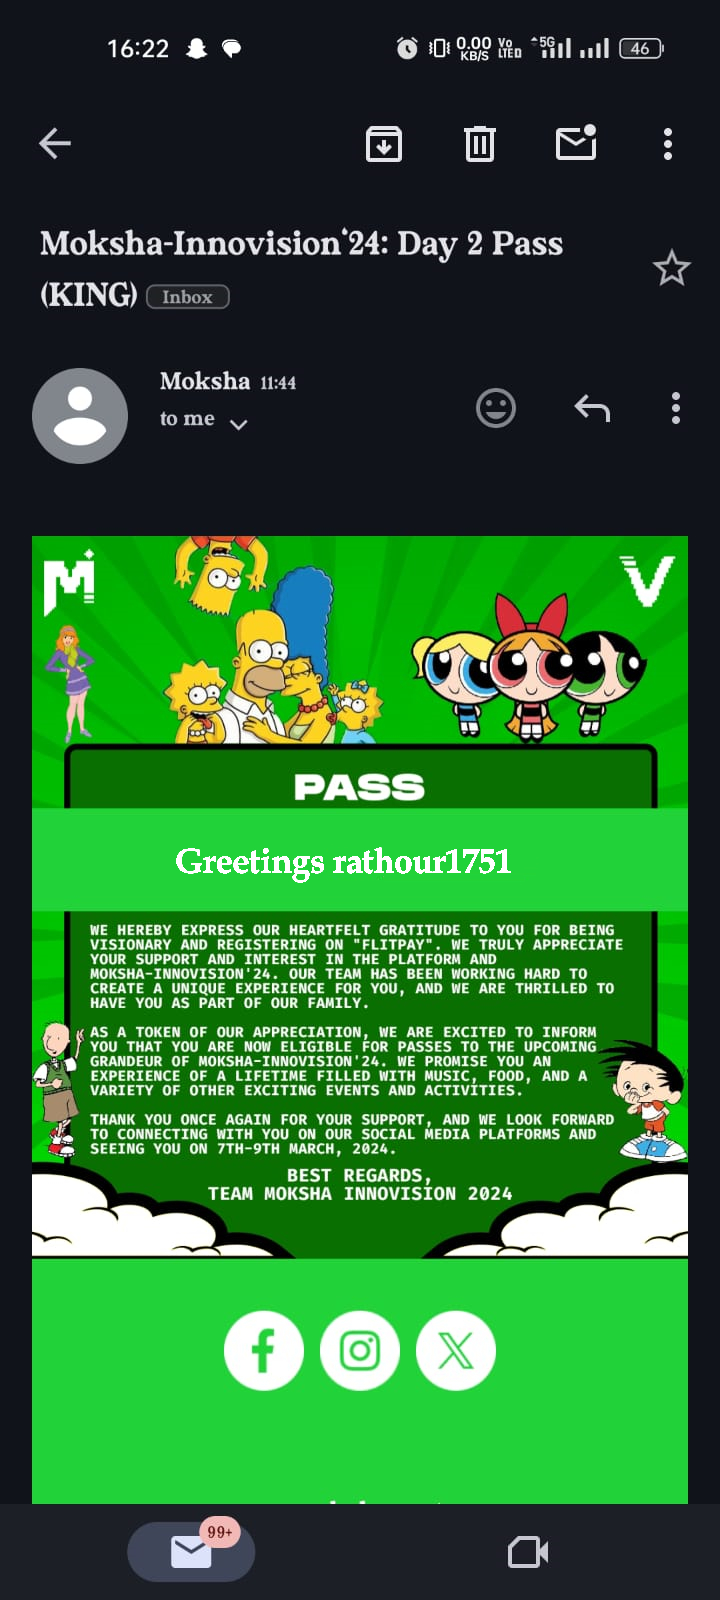 16:22
0.00
KB/S
Vo
LTED
5G
46
Moksha-Innovision‘24: Day 2 Pass
(KING) Inbox
Moksha 11:44
to me
M
V
PASS
Greetings rathour1751
WE HEREBY EXPRESS OUR HEARTFELT GRATITUDE TO YOU FOR BEING
VISIONARY AND REGISTERING ON "FLITPAY". WE TRULY APPRECIATE
YOUR SUPPORT AND INTEREST IN THE PLATFORM AND
MOKSHA-INNOVISION'24. OUR TEAM HAS BEEN WORKING HARD TO
CREATE A UNIQUE EXPERIENCE FOR YOU, AND WE ARE THRILLED TO
HAVE YOU AS PART OF OUR FAMILY.
AS A TOKEN OF OUR APPRECIATION, WE ARE EXCITED TO INFORM
YOU THAT YOU ARE NOW ELIGIBLE FOR PASSES TO THE UPCOMING
GRANDEUR OF MOKSHA-INNOVISION'24. WE PROMISE YOU AN
EXPERIENCE OF A LIFETIME FILLED WITH MUSIC, FOOD, AND A
VARIETY OF OTHER EXCITING EVENTS AND ACTIVITIES.
THANK YOU ONCE AGAIN FOR YOUR SUPPORT, AND WE LOOK FORWARD
TO CONNECTING WITH YOU ON OUR SOCIAL MEDIA PLATFORMS AND
SEEING YOU ON 7TH-9TH MARCH, 2024.
BEST REGARDS,
TEAM MOKSHA INNOVISION 2024
99+